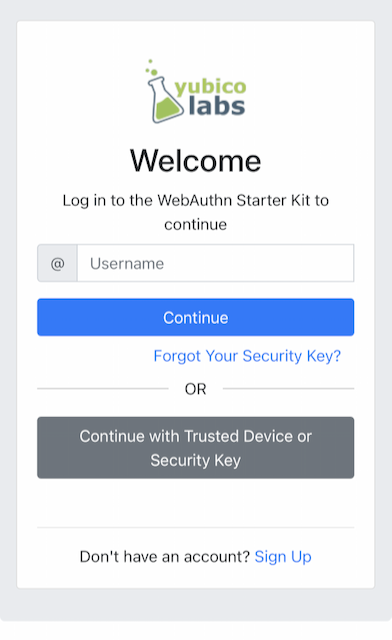 yubico
labs
Welcome
Log in to the WebAuthn Starter Kit to
continue
@ Username
Continue
Forgot Your Security Key?
OR
Continue with Trusted Device or
Security Key
Don't have an account? Sign Up